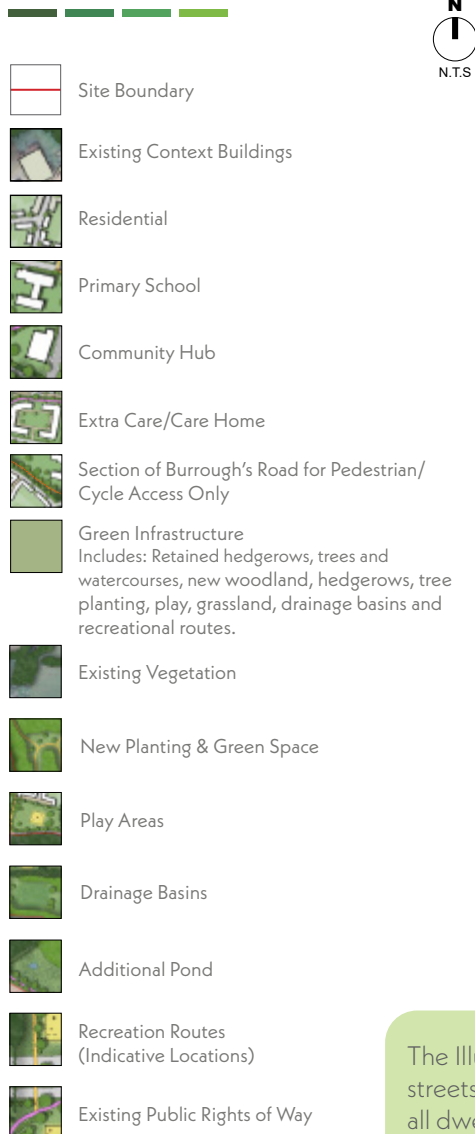 N
N.T.S
Site Boundary
Existing Context Buildings
Residential
Primary School
Community Hub
Extra Care/Care Home
Section of Burrough's Road for Pedestrian/
Cycle Access Only
Green Infrastructure
Includes: Retained hedgerows, trees and
watercourses, new woodland, hedgerows, tree
planting, play, grassland, drainage basins and
recreational routes.
Existing Vegetation
New Planting & Green Space
Play Areas
Drainage Basins
Additional Pond
Recreation Routes
(Indicative Locations)
Existing Public Rights of Way
The
streets
all